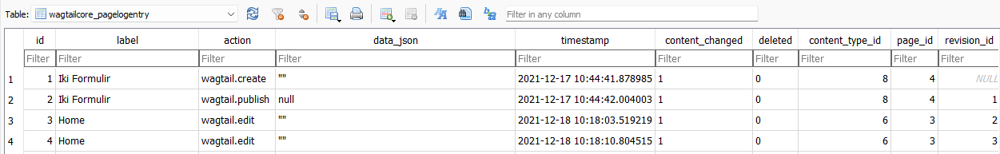 Table: wagtailcore_pagelogentry Filter in any column
id label action data_json timestamp content_changed deleted content_type_id page_id revision_id
Filter Filter Filter Filter Filter Filter Filter Filter Filter Filter
1 1 Iki Formulir wagtail.create "" 2021-12-17 10:44:41.878985 1 0 8 4 NULL
2 2 Iki Formulir wagtail.publish null 2021-12-17 10:44:42.004003 1 0 8 4 1
3 3 Home wagtail.edit "" 2021-12-18 10:18:03.519219 1 0 6 3 2
4 4 Home wagtail.edit "" 2021-12-18 10:18:10.804515 1 0 6 3 3